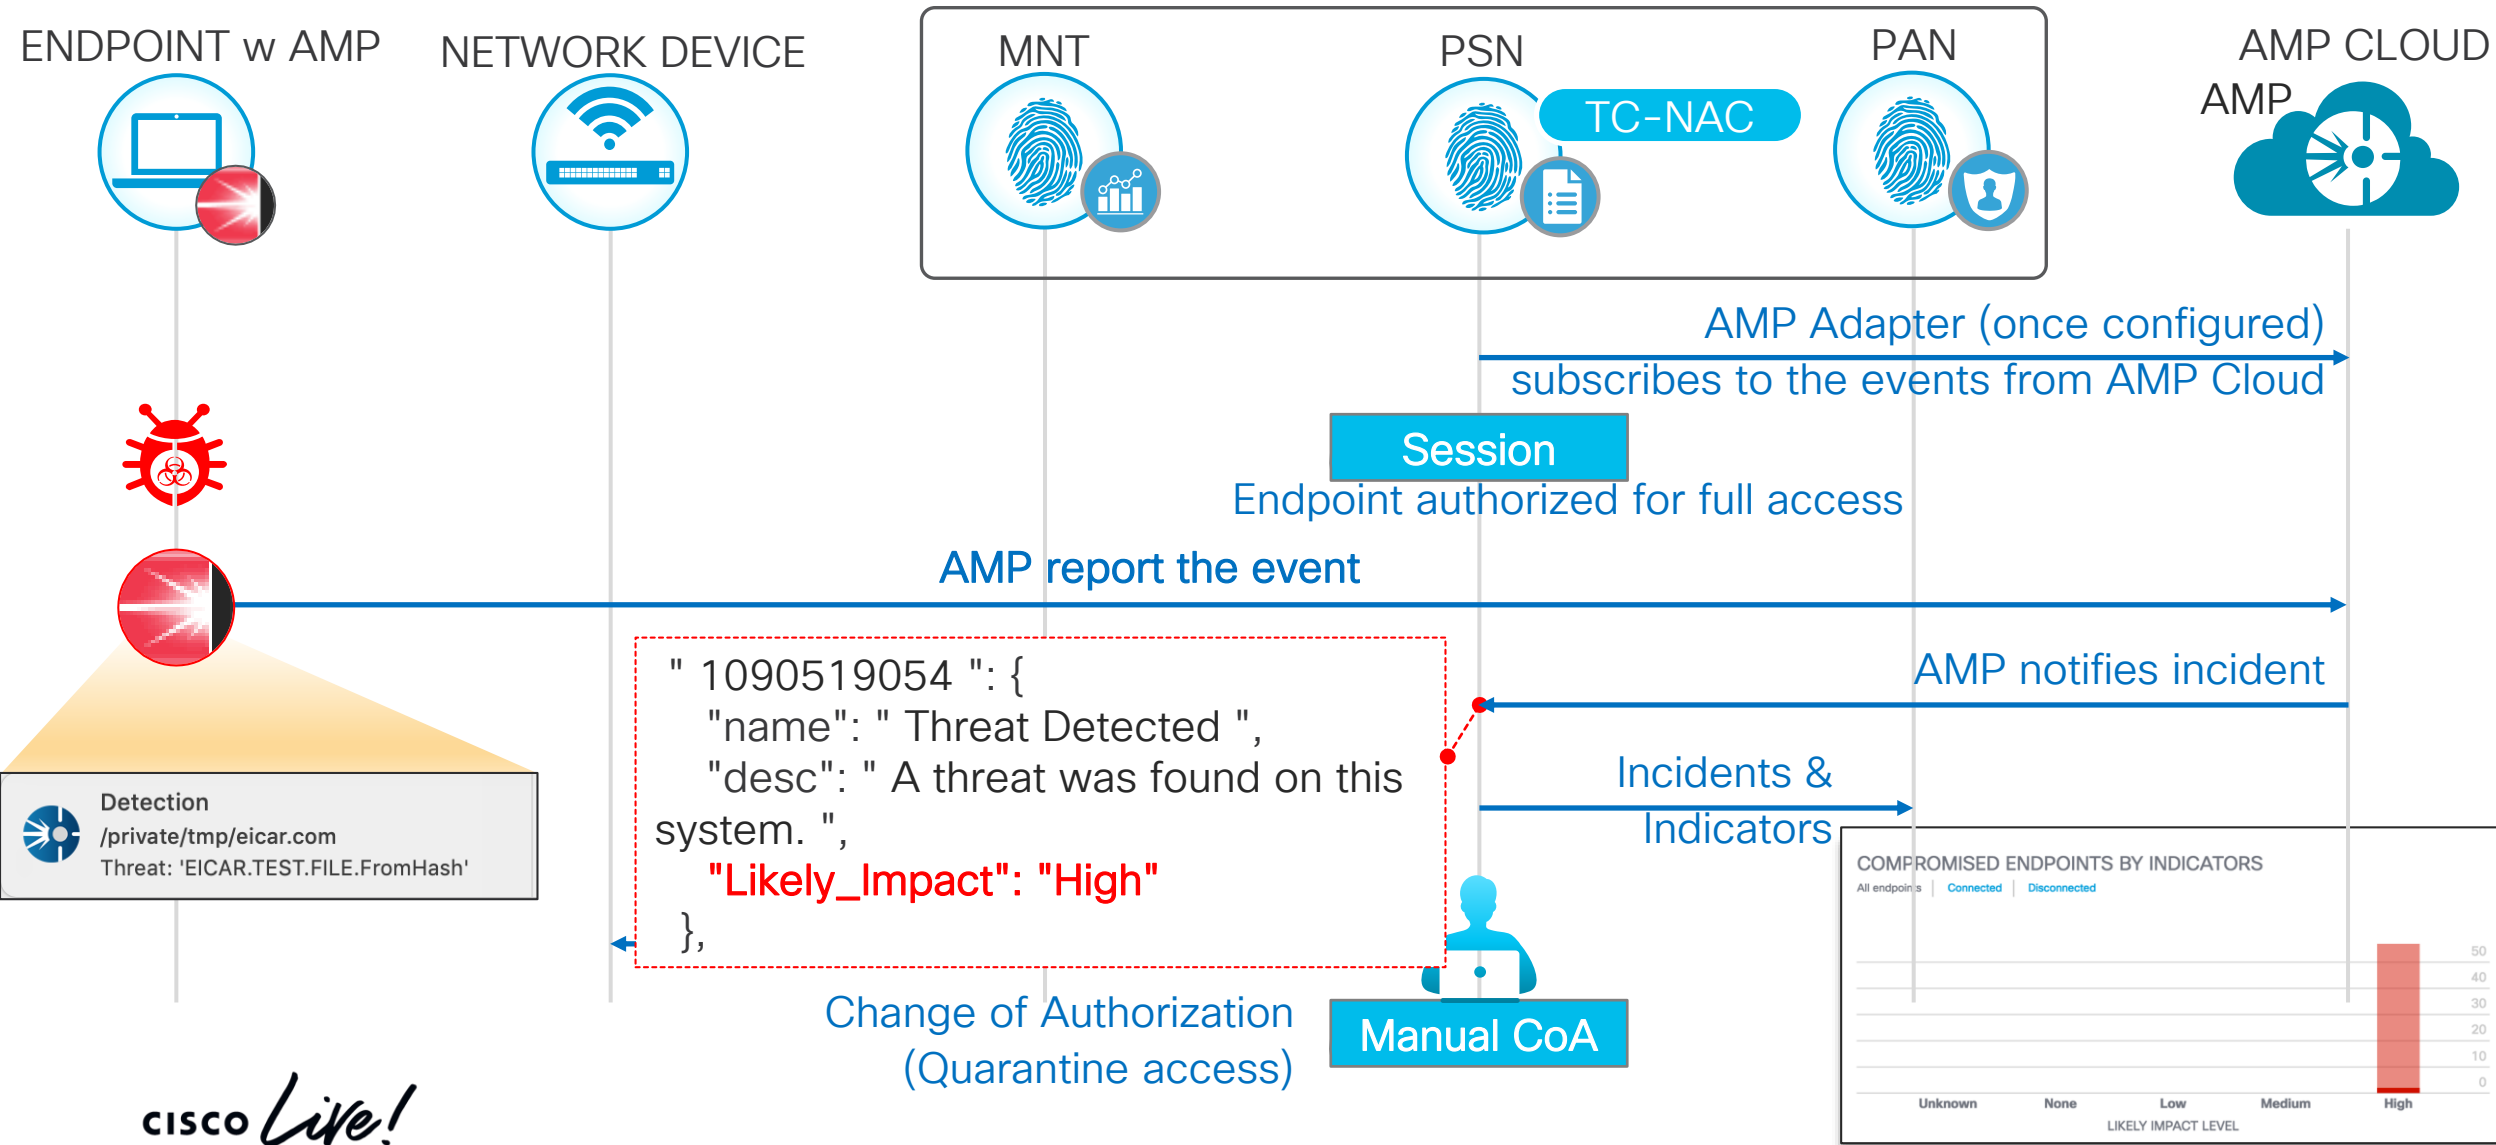 ENDPOINT w AMP
NETWORK DEVICE
MNT
PSN
PAN
AMP CLOUD
AMP
TC-NAC
AMP Adapter (once configured)
subscribes to the events from AMP Cloud
Session
Endpoint authorized for full access
AMP report the event
" 1090519054 ": {
"name": " Threat Detected ",
"desc": " A threat was found on this
system. ",
"Likely_Impact": "High"
},
AMP notifies incident
Incidents &
Indicators
Detection
/private/tmp/eicar.com
Threat: 'EICAR.TEST.FILE.FromHash'
Change of Authorization
(Quarantine access)
Manual CoA
COMPROMISED ENDPOINTS BY INDICATORS
All endpoints Connected Disconnected
50
40
30
20
10
0
Unknown None Low Medium High
LIKELY IMPACT LEVEL
CISCO Live!